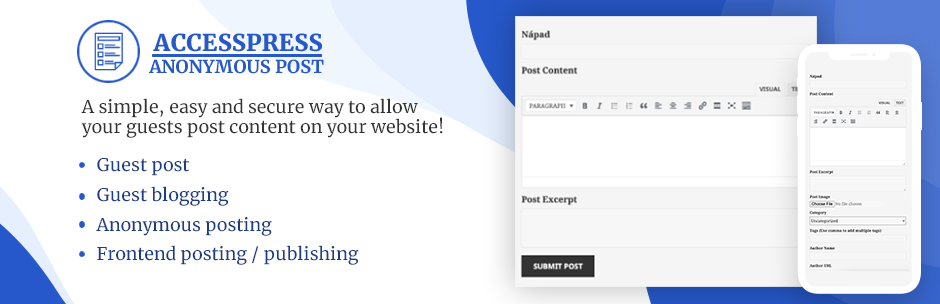 ACCESSPRESS
ANONYMOUS POST
A simple, easy and secure way to allow
your guests post content on your website!
Guest post
Guest blogging
Anonymous posting
Frontend posting / publishing
Nápad
Post Content
VISUAL
PARAGRAPH
Post Excerpt
SUBMIT POST
Nápad
Post Content
VISUAL TEXT
PARAGRAPH
Post Excerpt
Post Image
Choose File No file chosen
Category
Uncategorized
Tags (Use comma to add multiple tags)
Author Name
Author URL